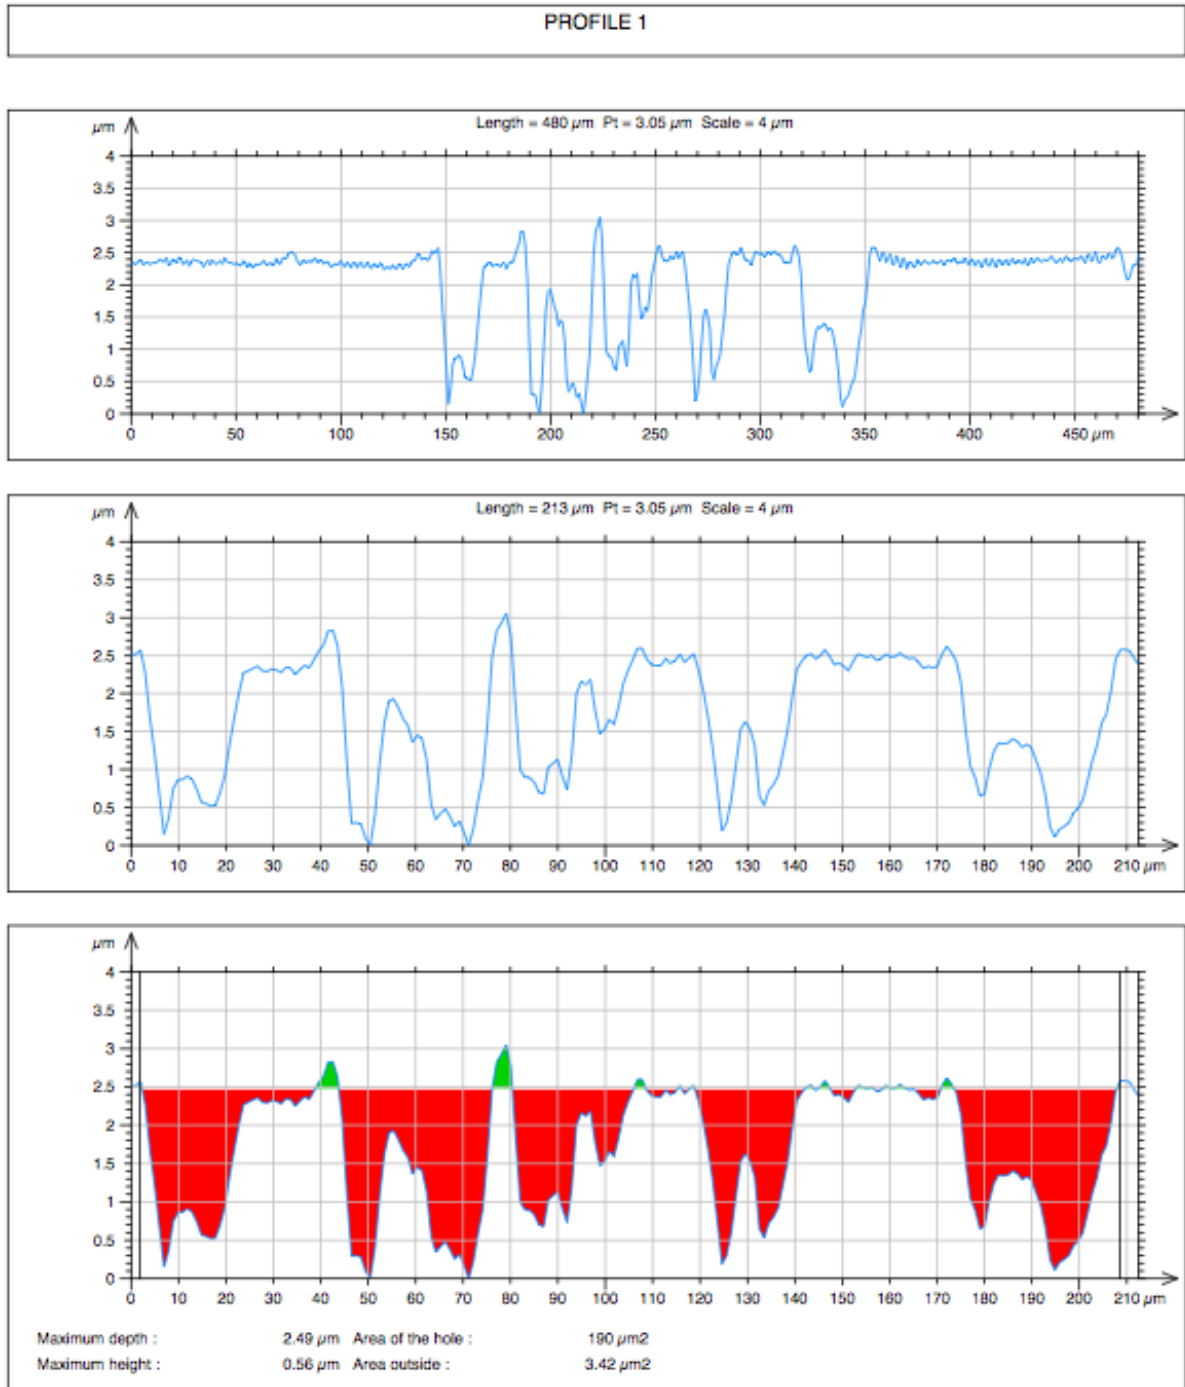 PROFILE 1
Length = 480 µm Pt = 3.05 µm Scale = 4 µm
µm
4
3.5
3
2.5
2
1.5
1
0.5
0
0 50 100 150 200 250 300 350 400 450 µm
Length = 213 µm Pt = 3.05 µm Scale = 4 µm
µm
4
3.5
3
2.5
2
1.5
1
0.5
0
0 10 20 30 40 50 60 70 80 90 100 110 120 130 140 150 160 170 180 190 200 210 µm
µm
4
3.5
3
2.5
2
1.5
1
0.5
0
0 10 20 30 40 50 60 70 80 90 100 110 120 130 140 150 160 170 180 190 200 210 µm
Maximum depth : 2.49 µm Area of the hole : 190 µm2
Maximum height : 0.56 µm Area outside : 3.42 µm2